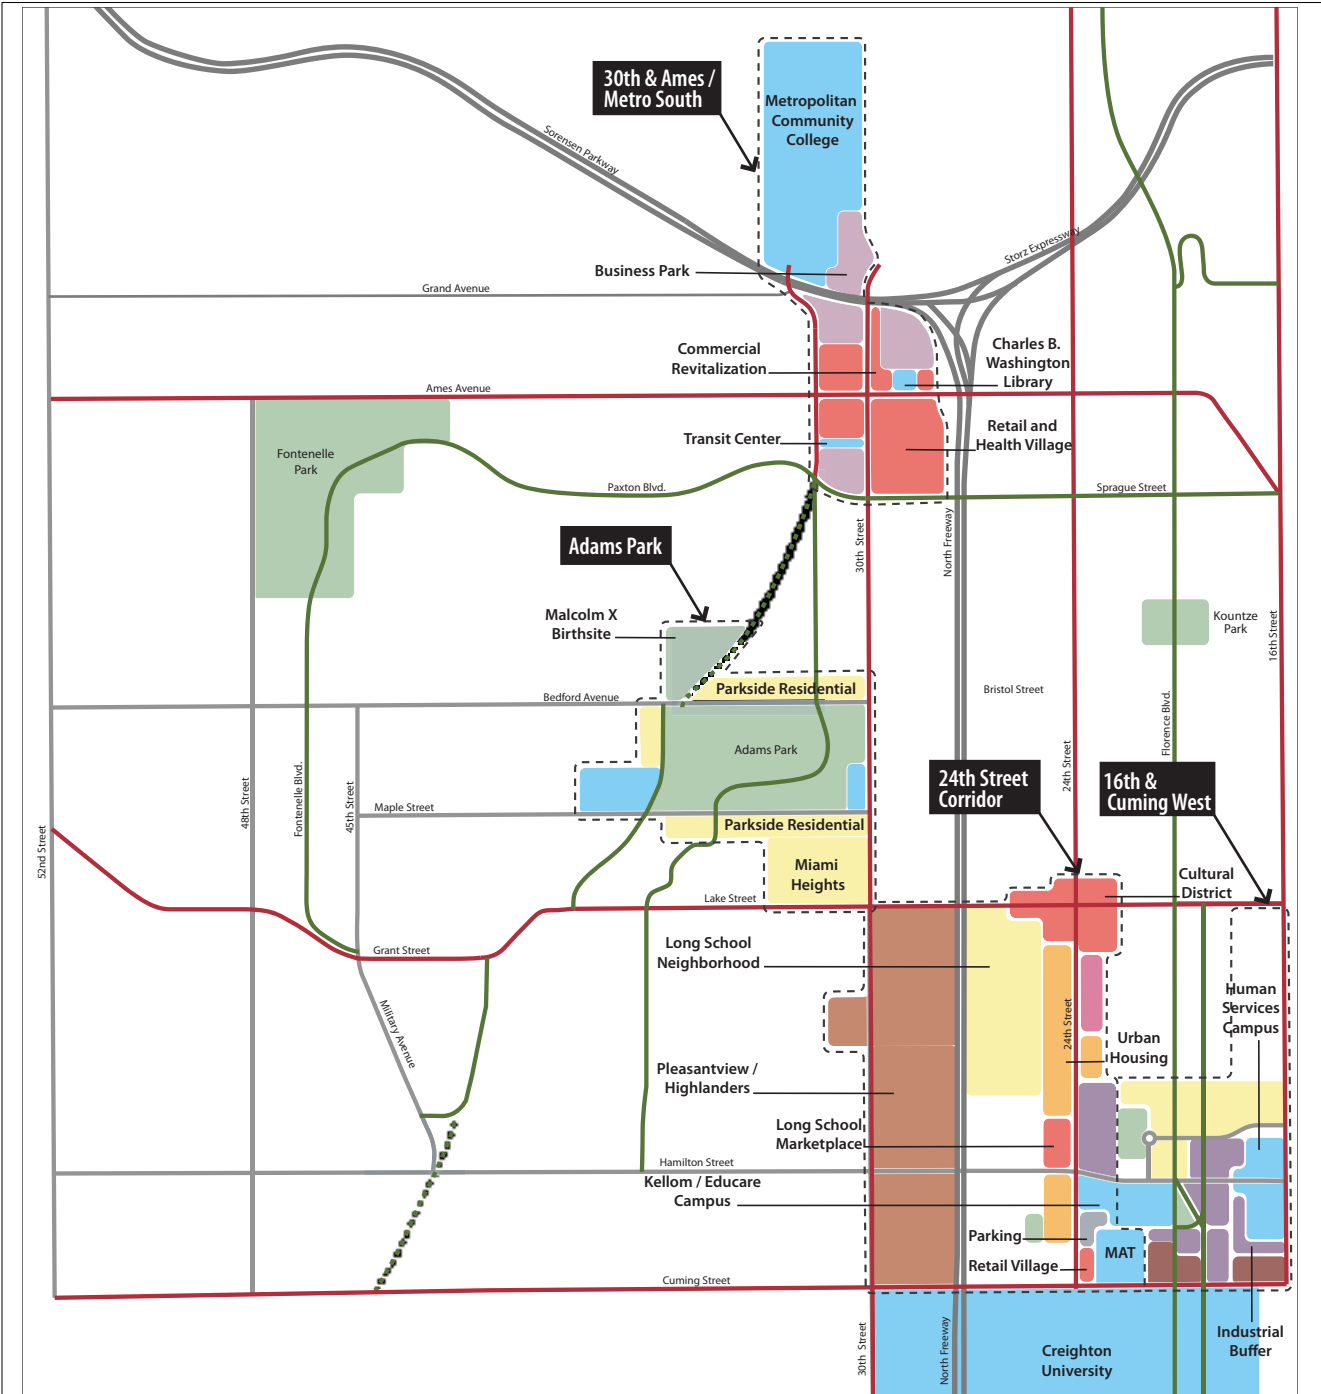 30th & Ames /
Metro South
Metropolitan
Community
College
Sorensen Parkway
Storz Expressway
Business Park
Grand Avenue
Commercial
Revitalization
Charles B.
Washington
Library
Ames Avenue
Fontenelle
Park
Transit Center
Retail and
Health Village
Paxton Blvd.
Sprague Street
30th Street
North Freeway
Adams Park
Malcolm X
Birthsite
Kountze
Park
16th Street
Parkside Residential
Bedford Avenue
Bristol Street
Florence Blvd.
Adams Park
24th Street
48th Street
Fontenelle Blvd.
45th Street
Maple Street
24th Street
Corridor
16th &
Cuming West
52nd Street
Parkside Residential
Miami
Heights
Cultural
District
Lake Street
Grant Street
Long School
Neighborhood
Military Avenue
24th Street
Human
Services
Campus
Urban
Housing
Pleasantview /
Highlanders
Long School
Marketplace
Hamilton Street
Kellom / Educare
Campus
Parking
MAT
Retail Village
Cuming Street
30th Street
North Freeway
Creighton
University
Industrial
Buffer